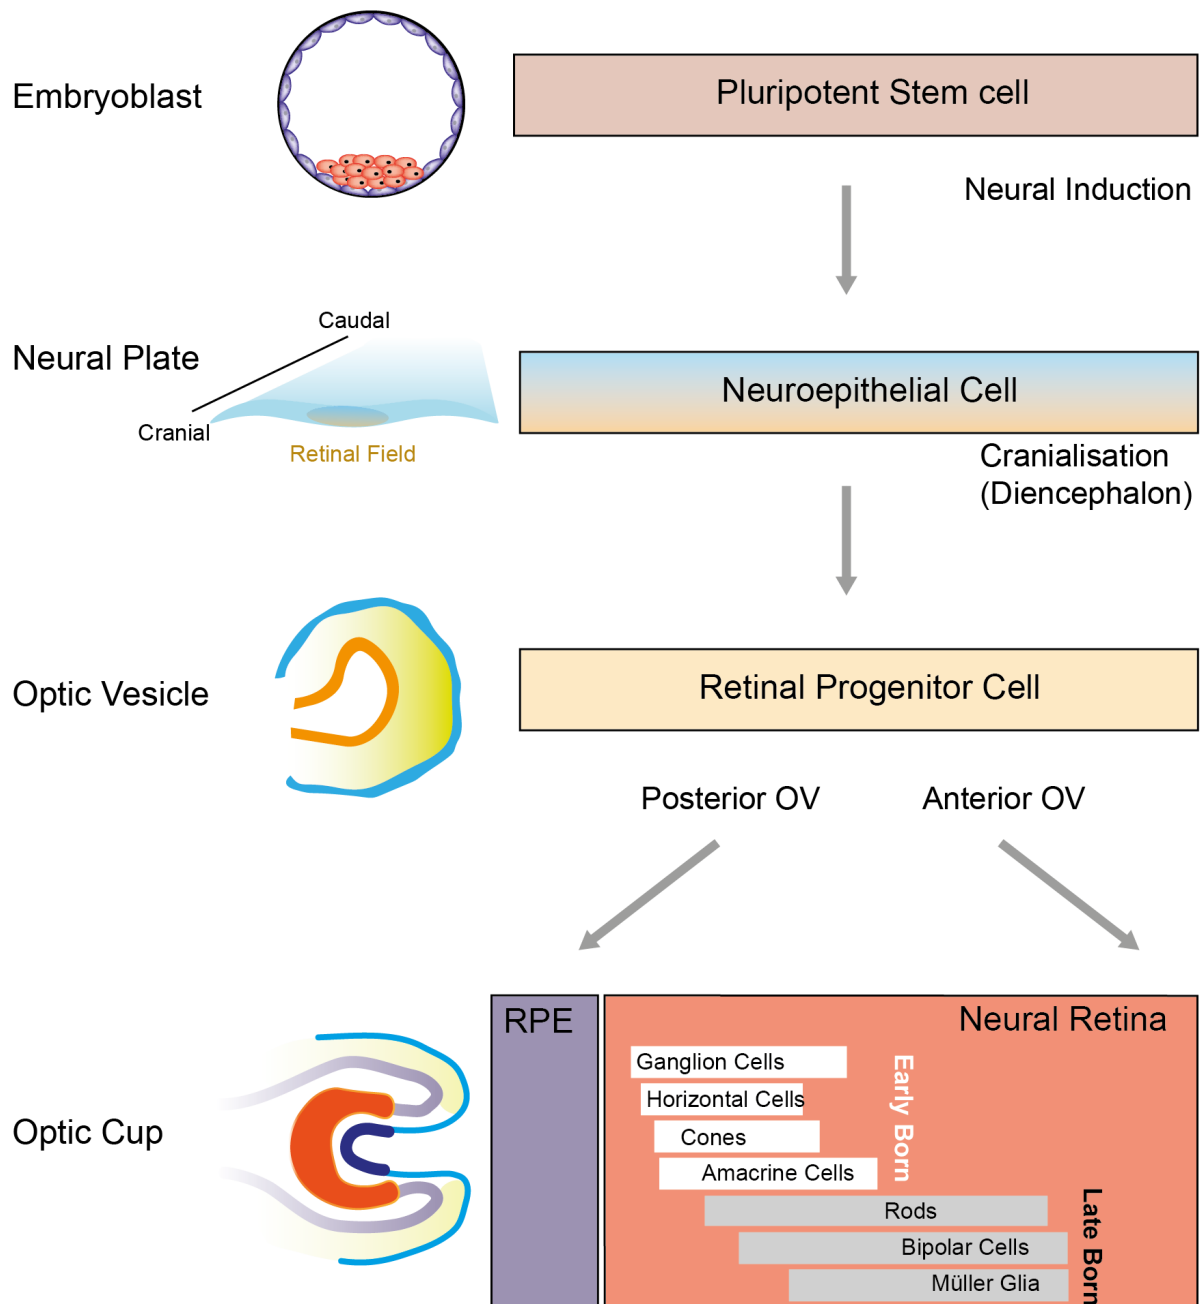 Embryoblast
Pluripotent Stem cell
Neural Induction
Caudal
Neural Plate
Cranial
Retinal Field
Neuroepithelial Cell
Cranialisation
(Diencephalon)
Optic Vesicle
Retinal Progenitor Cell
Posterior OV
Anterior OV
RPE
Neural Retina
Ganglion Cells
Horizontal Cells
Cones
Amacrine Cells
Early Born
Optic Cup
Rods
Bipolar Cells
Müller Glia
Late Born